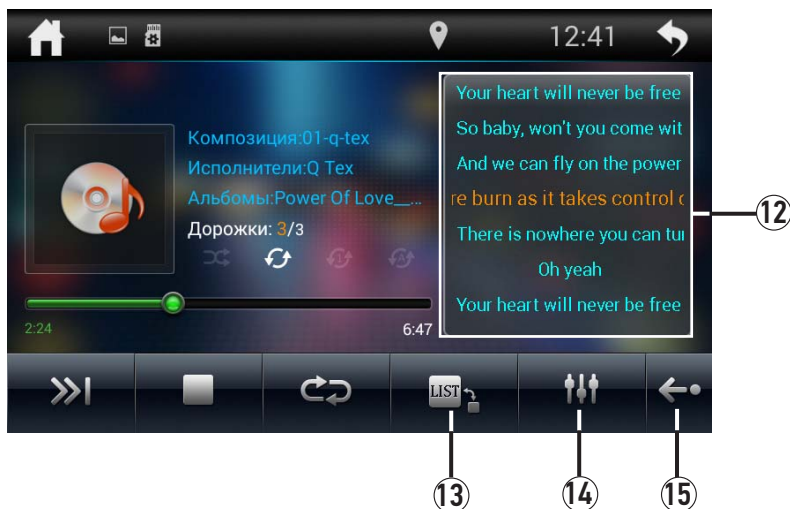 12:41
Композиция:01-q-tex
Исполнители:Q Tex
Альбомы:Power Of Love__...
Дорожки: 3/3
1
A
2:24
6:47
Your heart will never be free
So baby, won't you come wit
And we can fly on the power
re burn as it takes control c
There is nowhere you can tur
Oh yeah
Your heart will never be free
12
LIST
13
14
15